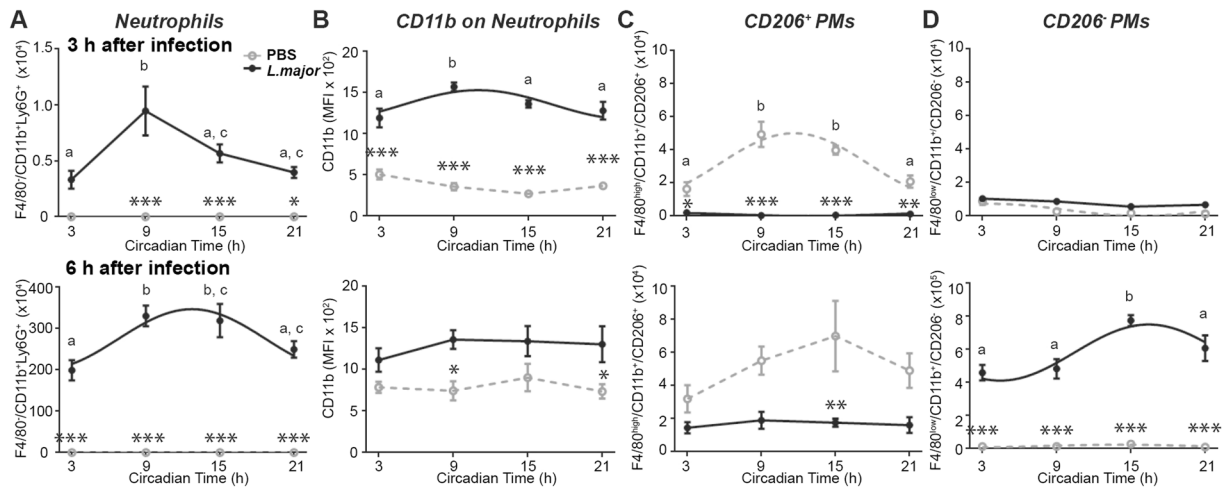 A Neutrophils B CD11b on Neutrophils C CD206⁺ PMs D CD206⁻ PMs
3 h after infection
PBS
L.major
F4/80⁻/CD11b⁺Ly6G⁺ (x10⁴)
1.5
1.0
0.5
0
a
b
a, c
a, c
***
***
*
3 9 15 21
Circadian Time (h)
CD11b (MFI x 10²)
20
15
10
5
0
a
b
a
a
***
***
***
***
3 9 15 21
Circadian Time (h)
F4/80ʰⁱᵍʰ/CD11b⁺/CD206⁺ (x10⁴)
10
8
6
4
2
0
a
b
b
a
*
***
***
**
3 9 15 21
Circadian Time (h)
F4/80ˡᵒʷ/CD11b⁺/CD206⁻ (x10⁴)
10
8
6
4
2
0
3 9 15 21
Circadian Time (h)
6 h after infection
F4/80⁻/CD11b⁺Ly6G⁺ (x10⁴)
400
300
200
100
0
a
b
b, c
a, c
***
***
***
***
3 9 15 21
Circadian Time (h)
CD11b (MFI x 10²)
20
15
10
5
0
*
*
3 9 15 21
Circadian Time (h)
F4/80ʰⁱᵍʰ/CD11b⁺/CD206⁺ (x10⁴)
10
8
6
4
2
0
**
3 9 15 21
Circadian Time (h)
F4/80ˡᵒʷ/CD11b⁺/CD206⁻ (x10⁵)
10
8
6
4
2
0
a
a
b
a
***
***
***
***
3 9 15 21
Circadian Time (h)